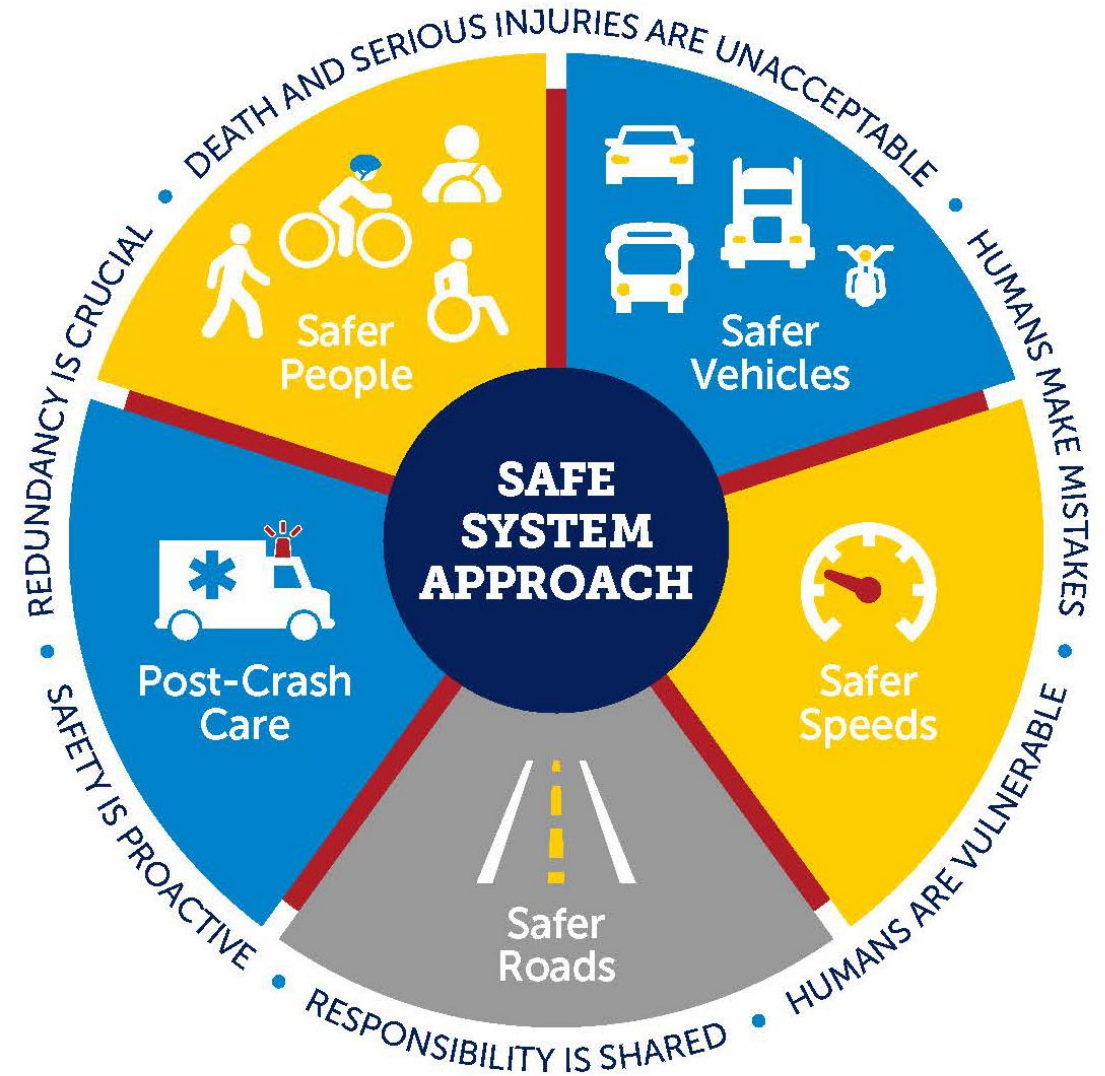 DEATH AND SERIOUS INJURIES ARE UNACCEPTABLE
HUMANS MAKE MISTAKES
HUMANS ARE VULNERABLE
RESPONSIBILITY IS SHARED
SAFETY IS PROACTIVE
REDUNDANCY IS CRUCIAL
Safer
People
Safer
Vehicles
SAFE
SYSTEM
APPROACH
Post-Crash
Care
Safer
Speeds
Safer
Roads